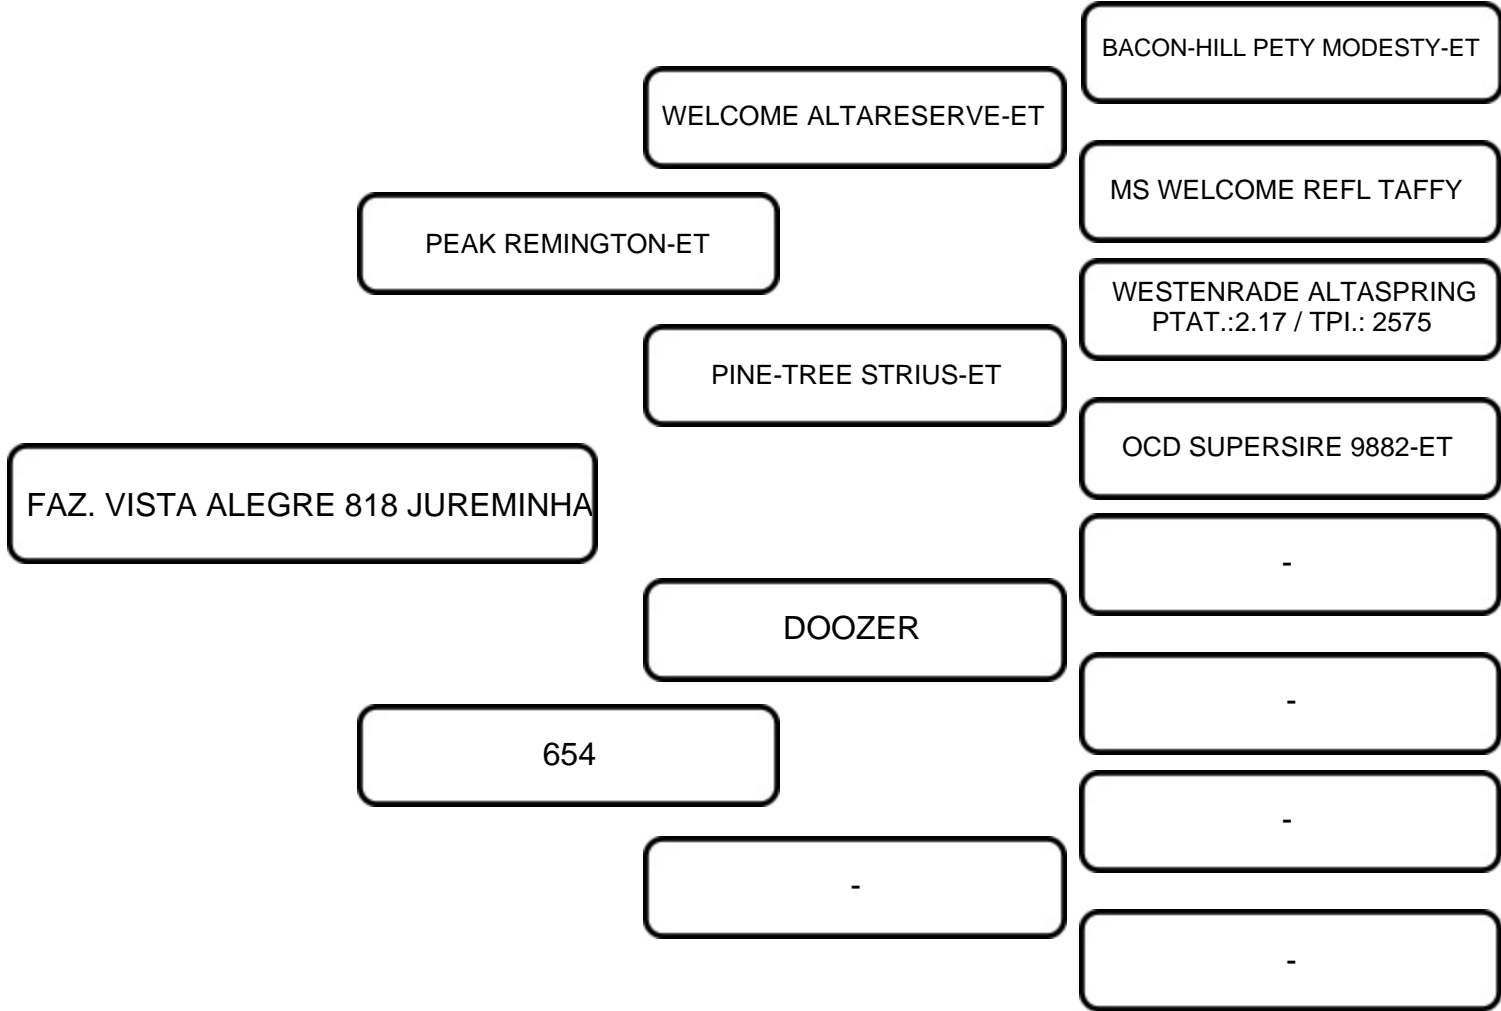 BACON-HILL PETY MODESTY-ET
WELCOME ALTARESERVE-ET
MS WELCOME REFL TAFFY
PEAK REMINGTON-ET
WESTENRADE ALTASPRING
PTAT.:2.17 / TPI.: 2575
PINE-TREE STRIUS-ET
OCD SUPERSIRE 9882-ET
FAZ. VISTA ALEGRE 818 JUREMINHA
-
DOOZER
-
654
-
-
-